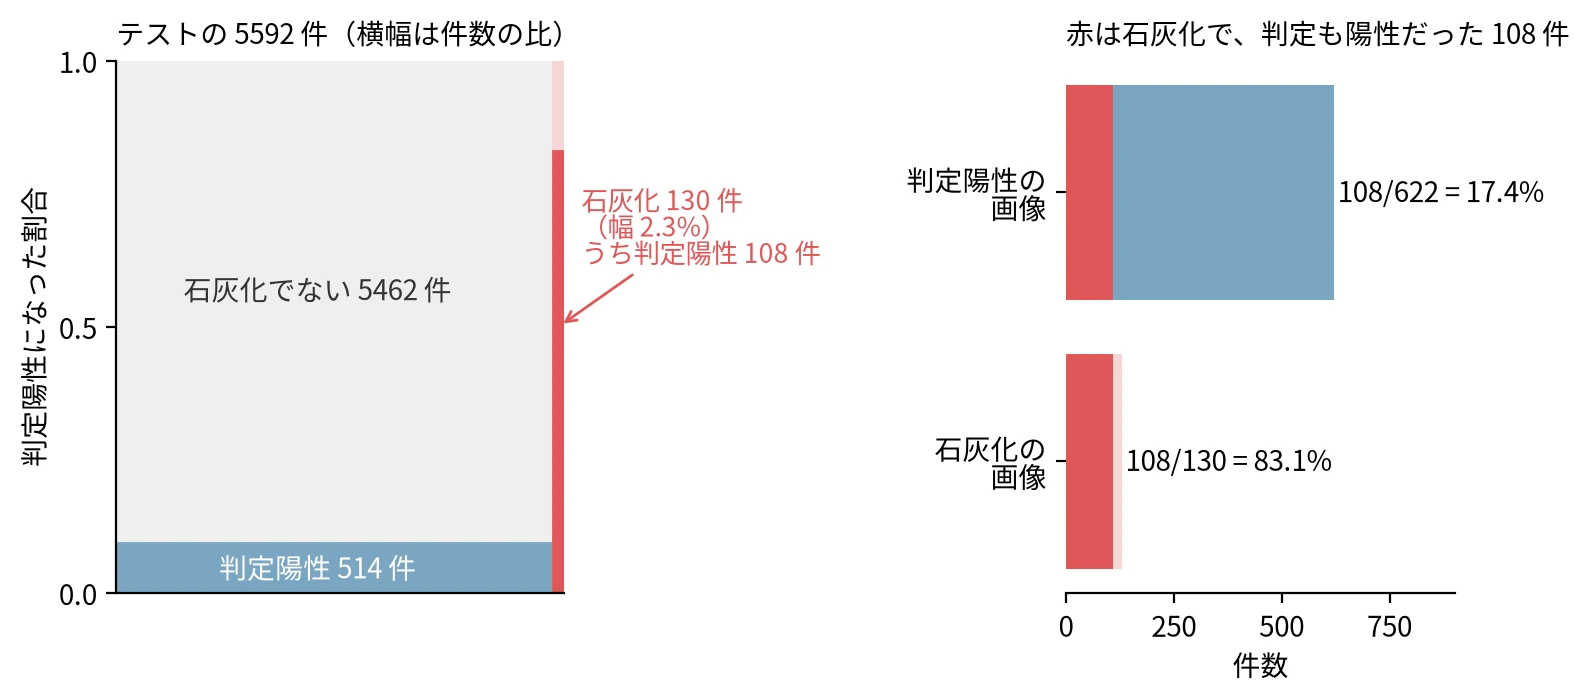 テストの 5592 件（横幅は件数の比）
判定陽性になった割合
1.0
0.5
0.0
石灰化でない 5462 件
判定陽性 514 件
石灰化 130 件
（幅 2.3%）
うち判定陽性 108 件
赤は石灰化で、判定も陽性だった 108 件
判定陽性の
画像
108/622 = 17.4%
石灰化の
画像
108/130 = 83.1%
0 250 500 750
件数